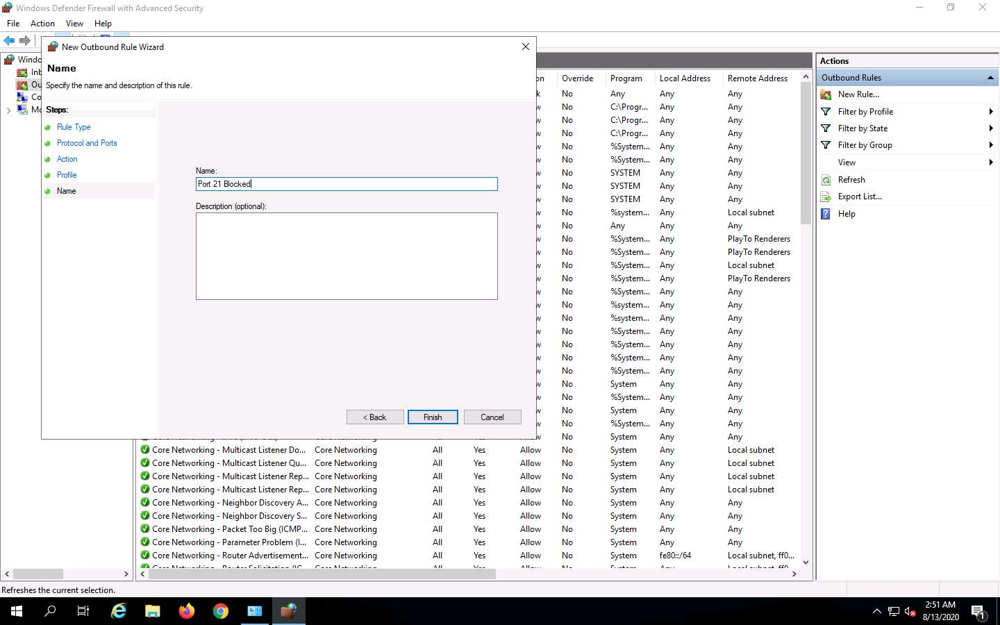 Windows Defender Firewall with Advanced Security
File Action View Help
New Outbound Rule Wizard
Name
Specify the name and description of this rule.
Steps:
Rule Type
Protocol and Ports
Action
Profile
Name
Name:
Port 21 Blocked
Description (optional):
< Back Finish Cancel
Override Program Local Address Remote Address
No Any Any Any
No C:\Progr... Any Any
No C:\Progr... Any Any
No C:\Progr... Any Any
No %System... Any Any
No %System... Any Any
No SYSTEM Any Any
No SYSTEM Any Any
No SYSTEM Any Any
No %system... Any Local subnet
No Any Any Any
No %System... Any PlayTo Renderers
No %System... Any PlayTo Renderers
No %System... Any Local subnet
No %System... Any PlayTo Renderers
No %System... Any Any
No %system... Any Any
No %system... Any Any
No %System... Any Any
No %System... Any Any
No %System... Any Any
No %System... Any Any
No System Any Any
No %System... Any Any
No System Any Any
No %System... Any Any
No System Any Any
Core Networking - Multicast Listener Do... Core Networking All Yes Allow No System Any Local subnet
Core Networking - Multicast Listener Qu... Core Networking All Yes Allow No System Any Local subnet
Core Networking - Multicast Listener Rep... Core Networking All Yes Allow No System Any Local subnet
Core Networking - Multicast Listener Rep... Core Networking All Yes Allow No System Any Local subnet
Core Networking - Neighbor Discovery A... Core Networking All Yes Allow No System Any Any
Core Networking - Neighbor Discovery S... Core Networking All Yes Allow No System Any Any
Core Networking - Packet Too Big (ICMP... Core Networking All Yes Allow No System Any Any
Core Networking - Parameter Problem (I... Core Networking All Yes Allow No System Any Any
Core Networking - Router Advertisement... Core Networking All Yes Allow No System fe80::/64 Local subnet, ff0...
Actions
Outbound Rules
New Rule...
Filter by Profile
Filter by State
Filter by Group
View
Refresh
Export List...
Help
Refreshes the current selection.
2:51 AM
8/13/2020
1